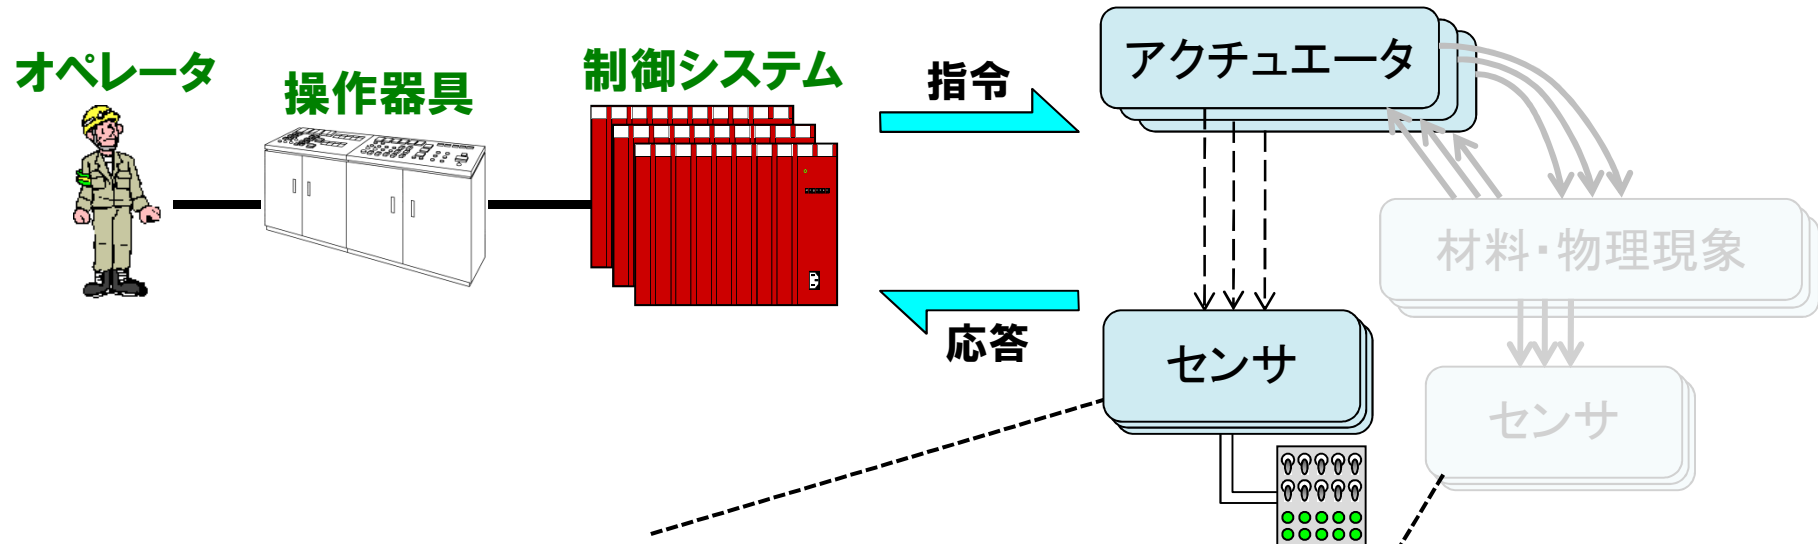 オペレータ
操作器具
制御システム
指令
アクチュエータ
材料・物理現象
応答
センサ
センサ